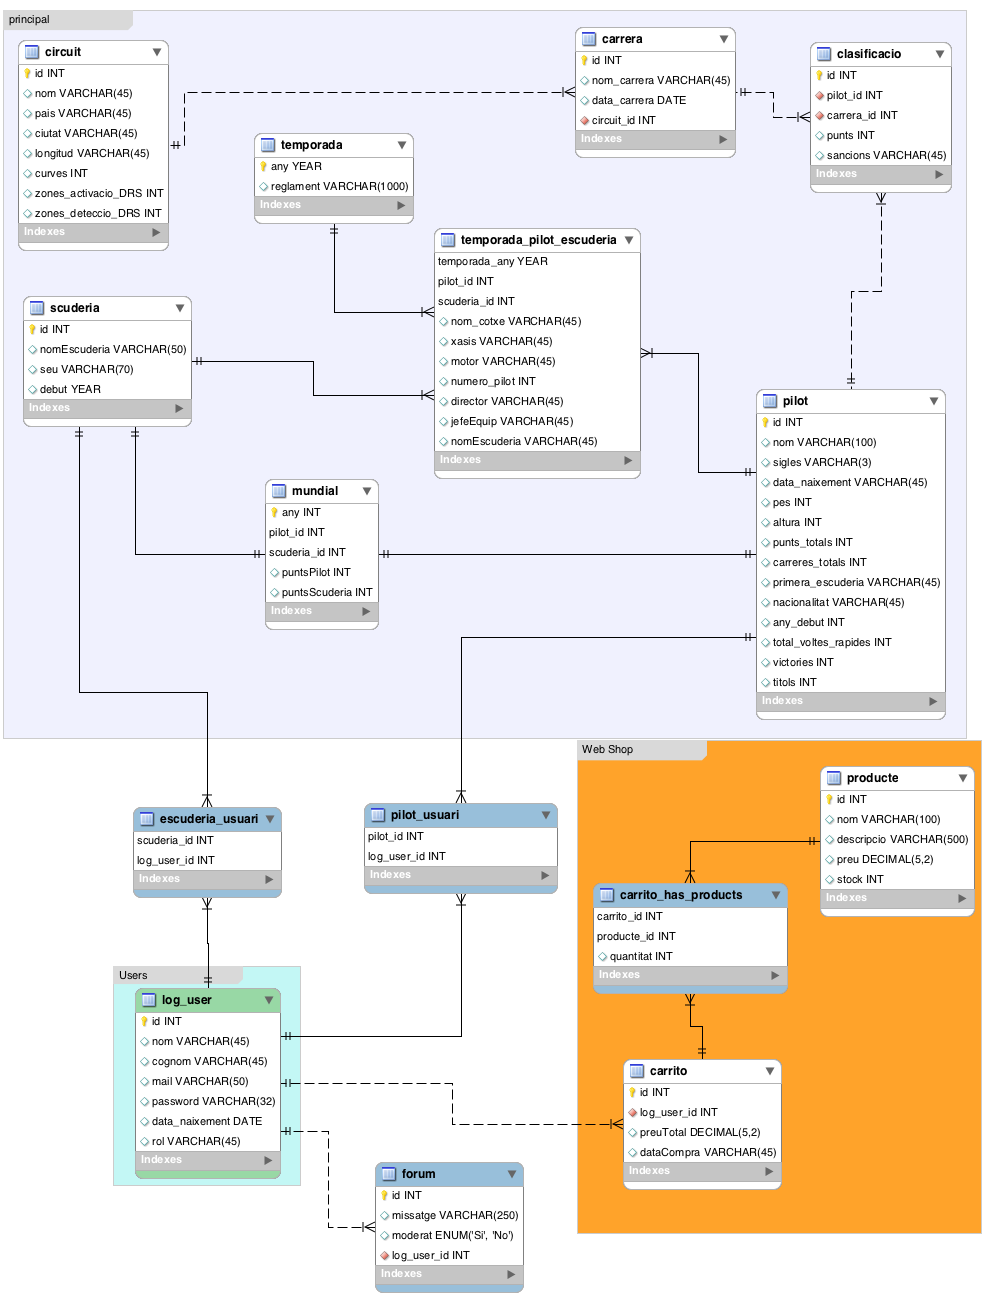 principal
circuit
id INT
nom VARCHAR(45)
pais VARCHAR(45)
ciutat VARCHAR(45)
longitud VARCHAR(45)
curves INT
zones_activacio_DRS INT
zones_deteccio_DRS INT
Indexes
carrera
id INT
nom_carrera VARCHAR(45)
data_carrera DATE
circuit_id INT
Indexes
clasificacio
id INT
pilot_id INT
carrera_id INT
punts INT
sancions VARCHAR(45)
Indexes
temporada
any YEAR
reglament VARCHAR(1000)
Indexes
temporada_pilot_escuderia
temporada_any YEAR
pilot_id INT
scuderia_id INT
nom_cotxe VARCHAR(45)
xasis VARCHAR(45)
motor VARCHAR(45)
numero_pilot INT
director VARCHAR(45)
jefeEquip VARCHAR(45)
nomEscuderia VARCHAR(45)
Indexes
scuderia
id INT
nomEscuderia VARCHAR(50)
seu VARCHAR(70)
debut YEAR
Indexes
pilot
id INT
nom VARCHAR(100)
sigles VARCHAR(3)
data_naixement VARCHAR(45)
pes INT
altura INT
punts_totals INT
carreres_totals INT
primera_escuderia VARCHAR(45)
nacionalitat VARCHAR(45)
any_debut INT
total_voltes_rapides INT
victories INT
titols INT
Indexes
mundial
any INT
pilot_id INT
scuderia_id INT
puntsPilot INT
puntsScuderia INT
Indexes
Web Shop
producte
id INT
nom VARCHAR(100)
descripcio VARCHAR(500)
preu DECIMAL(5,2)
stock INT
Indexes
escuderia_usuari
scuderia_id INT
log_user_id INT
Indexes
pilot_usuari
pilot_id INT
log_user_id INT
Indexes
carrito_has_products
carrito_id INT
producte_id INT
quantitat INT
Indexes
Users
log_user
id INT
nom VARCHAR(45)
cognom VARCHAR(45)
mail VARCHAR(50)
password VARCHAR(32)
data_naixement DATE
rol VARCHAR(45)
Indexes
carrito
id INT
log_user_id INT
preuTotal DECIMAL(5,2)
dataCompra VARCHAR(45)
Indexes
forum
id INT
missatge VARCHAR(250)
moderat ENUM('Si', 'No')
log_user_id INT
Indexes